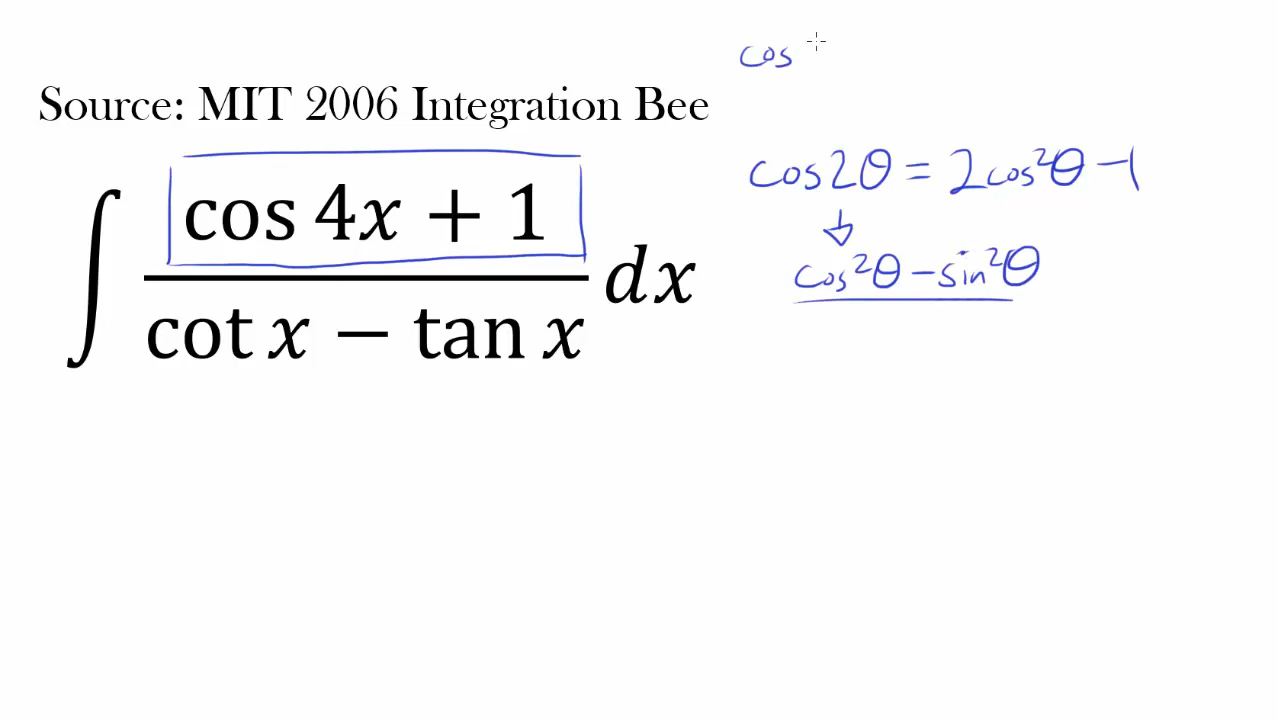 cos
Source: MIT 2006 Integration Bee
cos2θ = 2cos²θ − 1
∫ (cos 4x + 1)/(cot x − tan x) dx
↓
cos²θ − sin²θ